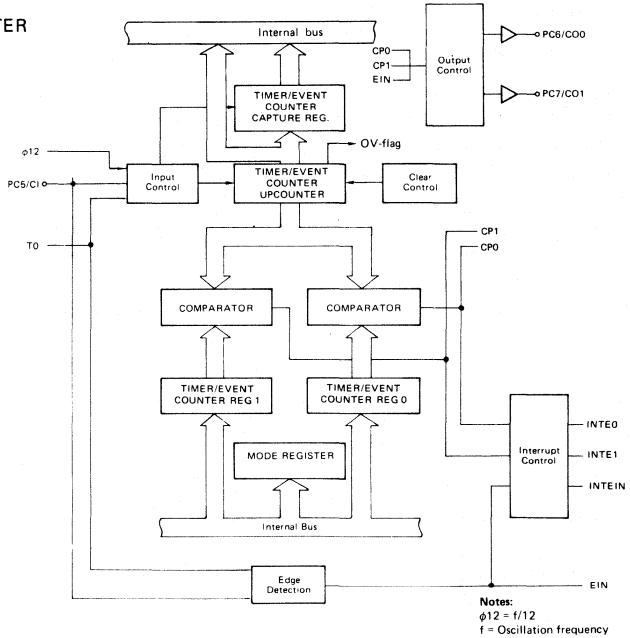 TER
Internal bus
CP0
CP1
EIN
Output
Control
PC6/CO0
PC7/CO1
TIMER/EVENT
COUNTER
CAPTURE REG.
OV-flag
ϕ12
PC5/CI
Input
Control
TIMER/EVENT
COUNTER
UPCOUNTER
Clear
Control
TO
CP1
CP0
COMPARATOR
COMPARATOR
TIMER/EVENT
COUNTER REG 1
TIMER/EVENT
COUNTER REG 0
MODE REGISTER
Interrupt
Control
INTE0
INTE1
INTEIN
Internal Bus
Edge
Detection
EIN
Notes:
ϕ12 = f/12
f = Oscillation frequency